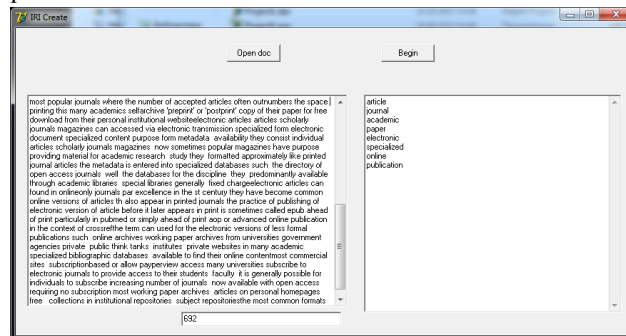 IRI Create
Open doc
Begin
most popular journals where the number of accepted articles often outnumbers the space
printing this many academics selfarchive 'preprint' or 'postprint' copy of their paper for free
download from their personal institutional websiteelectronic articles articles scholarly
journals magazines can accessed via electronic transmission specialized form electronic
document specialized content purpose form metadata availability they consist individual
articles scholarly journals magazines now sometimes popular magazines have purpose
providing material for academic research study they formatted approximately like printed
journal articles the metadata is entered into specialized databases such the directory of
open access journals well the databases for the discipline they predominantly available
through academic libraries special libraries generally fixed chargeelectronic articles can
found in onlineonly journals par excellence in the st century they have become common
online versions of articles th also appear in printed journals the practice of publishing of
electronic version of article before it later appears in print is sometimes called epub ahead
of print particularly in pubmed or simply ahead of print aop or advanced online publication
in the context of crossrefthe term can used for the electronic versions of less formal
publications such online archives working paper archives from universities government
agencies private public think tanks institutes private websites in many academic
specialized bibliographic databases available to find their online contentmost commercial
sites subscriptionbased or allow payperview access many universities subscribe to
electronic journals to provide access to their students faculty it is generally possible for
individuals to subscribe increasing number of journals now available with open access
requiring no subscription most working paper archives articles on personal homepages
free collections in institutional repositories subject repositoriesthe most common formats
692
article
journal
academic
paper
electronic
specialized
online
publication